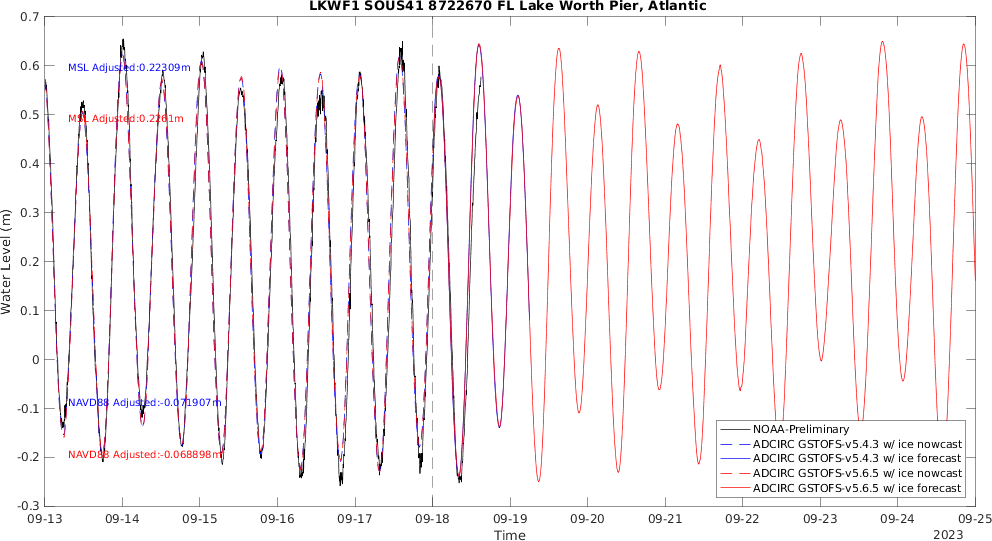 LKWF1 SOUS41 8722670 FL Lake Worth Pier, Atlantic
0.7
0.6
0.5
0.4
0.3
0.2
0.1
0
-0.1
-0.2
-0.3
Water Level (m)
MSL Adjusted:0.22309m
MSL Adjusted:0.2261m
NAVD88 Adjusted:-0.071907m
NAVD88 Adjusted:-0.068898m
NOAA-Preliminary
ADCIRC GSTOFS-v5.4.3 w/ ice nowcast
ADCIRC GSTOFS-v5.4.3 w/ ice forecast
ADCIRC GSTOFS-v5.6.5 w/ ice nowcast
ADCIRC GSTOFS-v5.6.5 w/ ice forecast
09-13 09-14 09-15 09-16 09-17 09-18 09-19 09-20 09-21 09-22 09-23 09-24 09-25
Time
2023